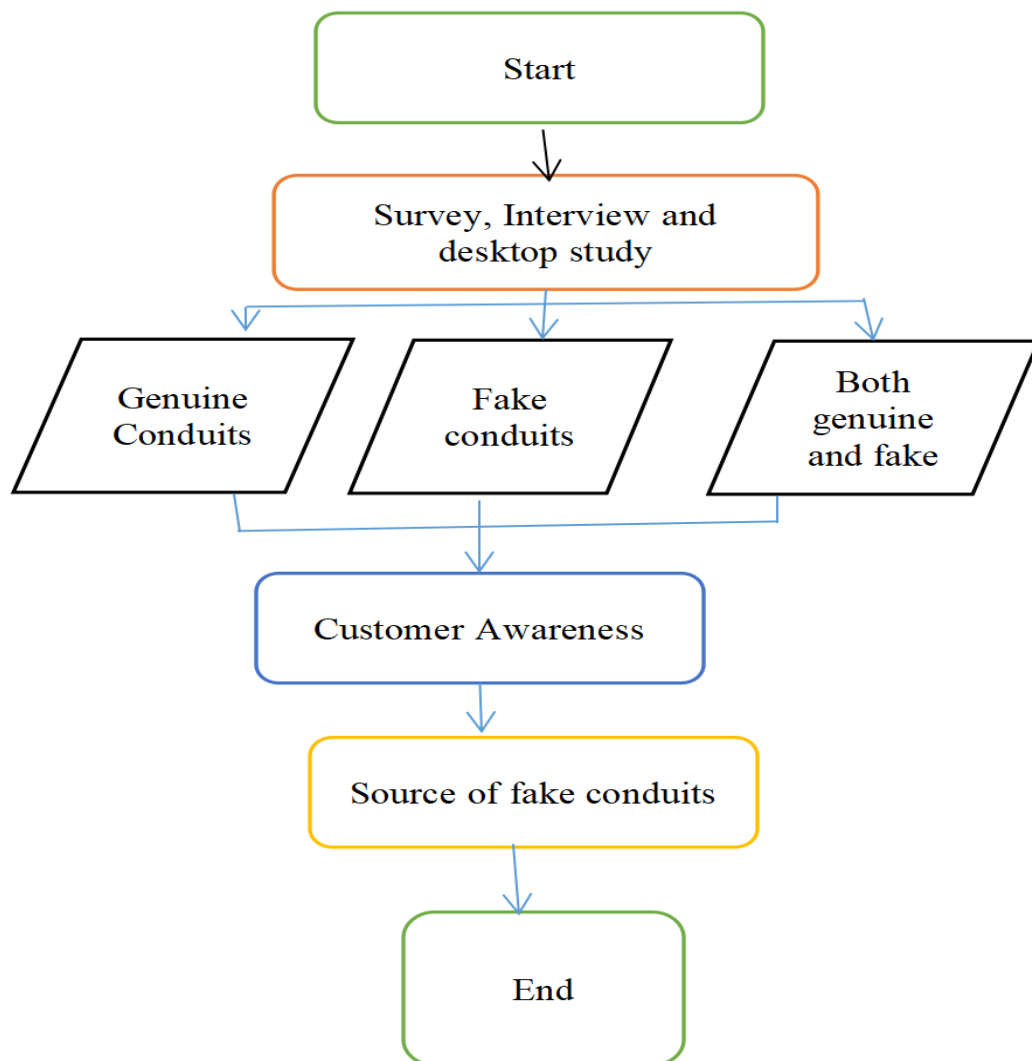 Start
Survey, Interview and
desktop study
Genuine
Conduits
Fake
conduits
Both
genuine
and fake
Customer Awareness
Source of fake conduits
End